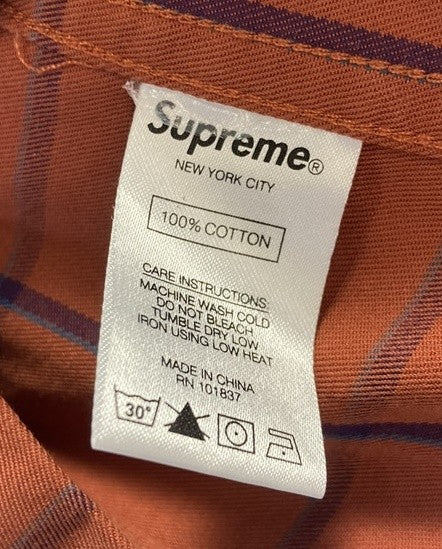 Supreme®
NEW YORK CITY
100% COTTON
CARE INSTRUCTIONS:
MACHINE WASH COLD
DO NOT BLEACH
TUMBLE DRY LOW
IRON USING LOW HEAT
MADE IN CHINA
RN 101837
30°